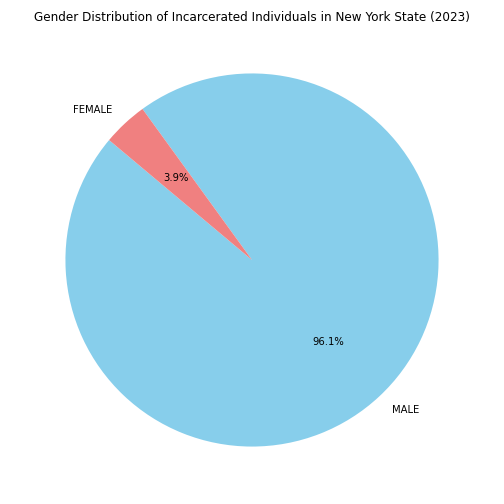 Gender Distribution of Incarcerated Individuals in New York State (2023)
FEMALE
3.9%
96.1%
MALE